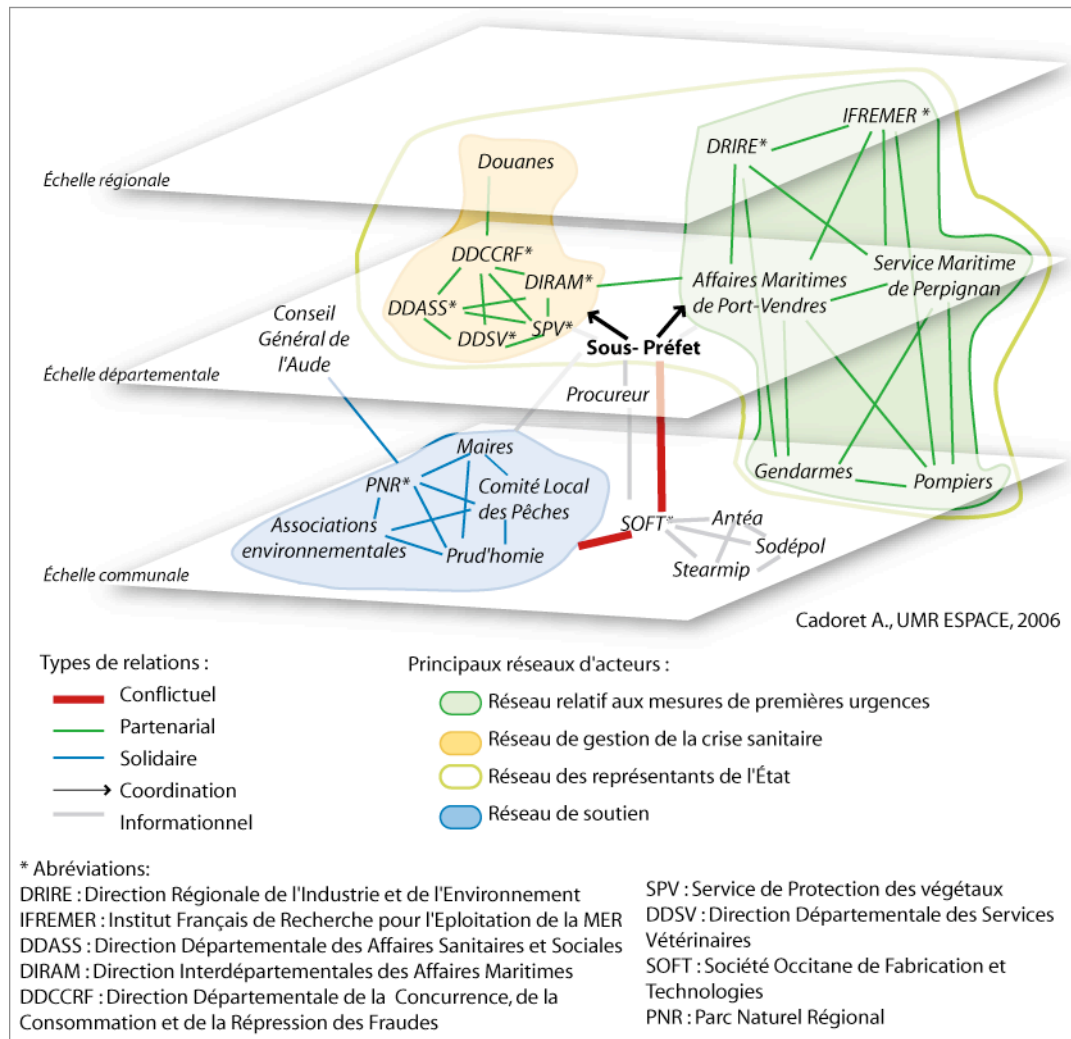 IFREMER *
DRIRE*
Douanes
Échelle régionale
DDCCRF*
DIRAM*
DDASS*
DDSV*
SPV*
Affaires Maritimes
de Port-Vendres
Service Maritime
de Perpignan
Conseil
Général de
l'Aude
Sous- Préfet
Échelle départementale
Procureur
Maires
PNR*
Comité Local
des Pêches
Associations
environnementales
Prud'homie
Gendarmes
Pompiers
SOFT*
Antéa
Sodépol
Stearmip
Échelle communale
Cadoret A., UMR ESPACE, 2006
Types de relations :
Conflictuel
Partenarial
Solidaire
Coordination
Informationnel
Principaux réseaux d'acteurs :
Réseau relatif aux mesures de premières urgences
Réseau de gestion de la crise sanitaire
Réseau des représentants de l'État
Réseau de soutien
* Abréviations:
DRIRE : Direction Régionale de l'Industrie et de l'Environnement
IFREMER : Institut Français de Recherche pour l'Eploitation de la MER
DDASS : Direction Départementale des Affaires Sanitaires et Sociales
DIRAM : Direction Interdépartementales des Affaires Maritimes
DDCCRF : Direction Départementale de la Concurrence, de la
Consommation et de la Répression des Fraudes
SPV : Service de Protection des végétaux
DDSV : Direction Départementale des Services
Vétérinaires
SOFT : Société Occitane de Fabrication et
Technologies
PNR : Parc Naturel Régional